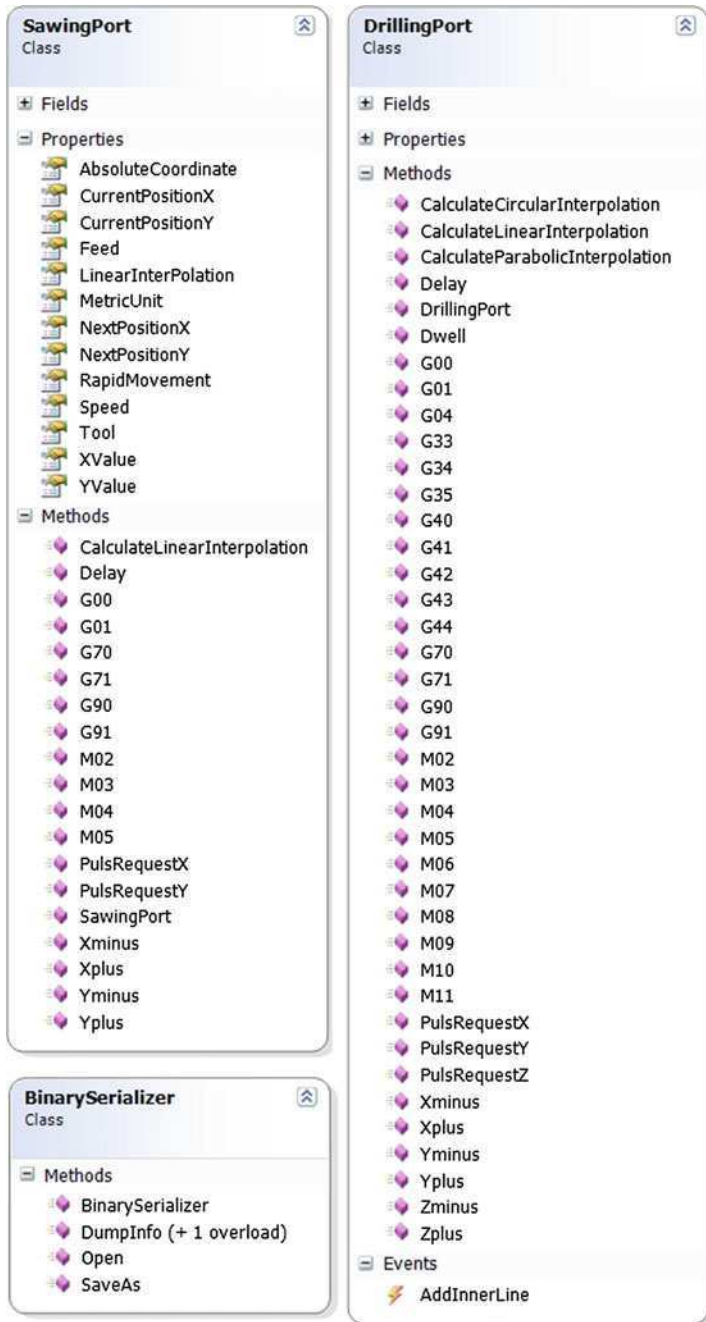 SawingPort
Class
Fields
Properties
AbsoluteCoordinate
CurrentPositionX
CurrentPositionY
Feed
LinearInterPolation
MetricUnit
NextPositionX
NextPositionY
RapidMovement
Speed
Tool
XValue
YValue
Methods
CalculateLinearInterpolation
Delay
G00
G01
G70
G71
G90
G91
M02
M03
M04
M05
PulsRequestX
PulsRequestY
SawingPort
Xminus
Xplus
Yminus
Yplus
BinarySerializer
Class
Methods
BinarySerializer
DumpInfo (+ 1 overload)
Open
SaveAs
DrillingPort
Class
Fields
Properties
Methods
CalculateCircularInterpolation
CalculateLinearInterpolation
CalculateParabolicInterpolation
Delay
DrillingPort
Dwell
G00
G01
G04
G33
G34
G35
G40
G41
G42
G43
G44
G70
G71
G90
G91
M02
M03
M04
M05
M06
M07
M08
M09
M10
M11
PulsRequestX
PulsRequestY
PulsRequestZ
Xminus
Xplus
Yminus
Yplus
Zminus
Zplus
Events
AddInnerLine